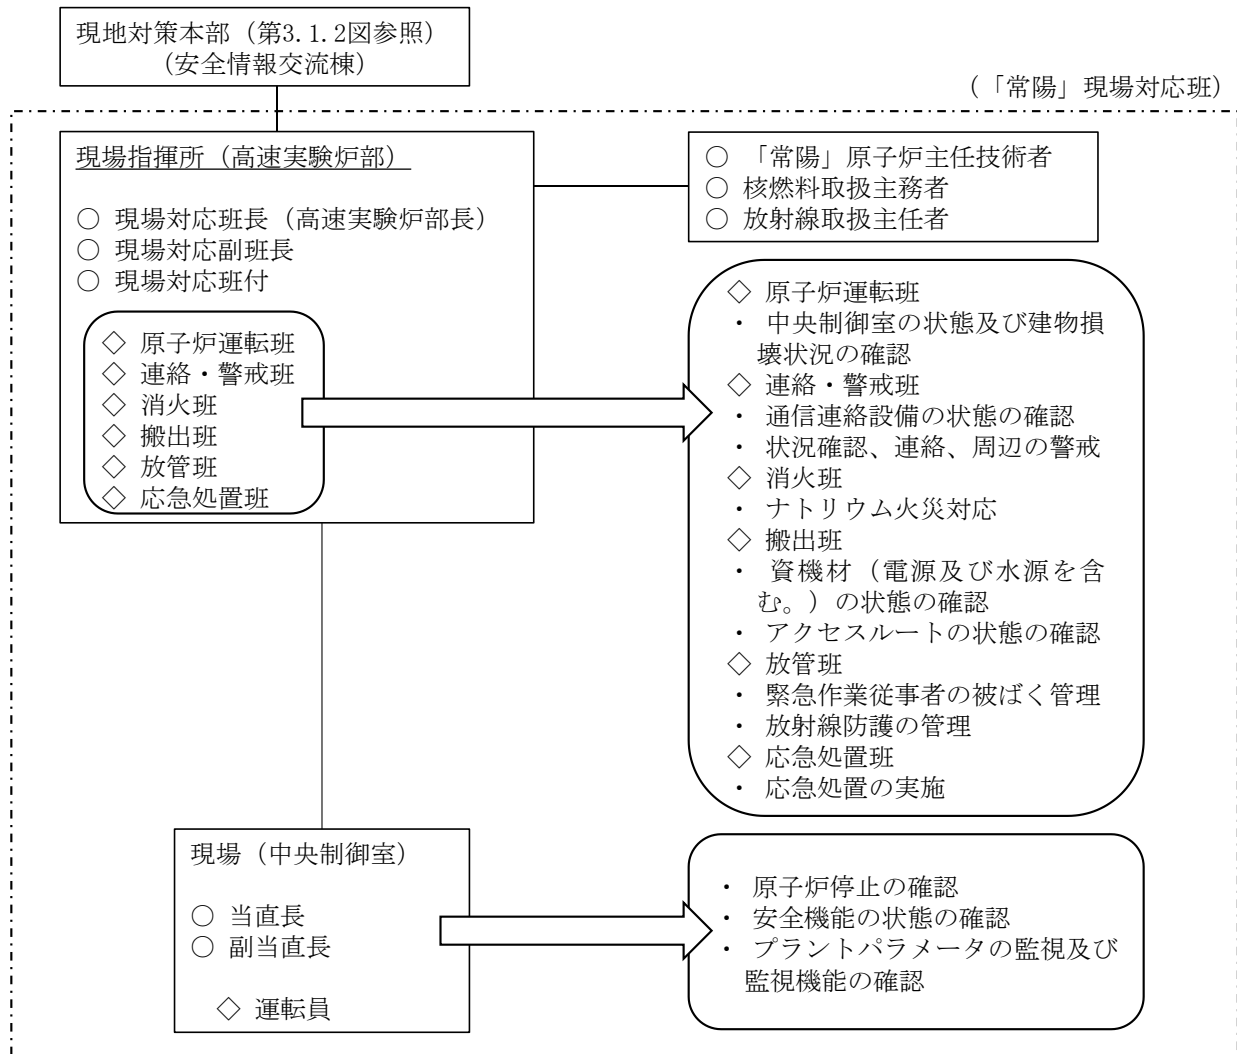 現地対策本部（第3.1.2図参照）
（安全情報交流棟）
（「常陽」現場対応班）
現場指揮所（高速実験炉部）
○ 現場対応班長（高速実験炉部長）
○ 現場対応副班長
○ 現場対応班付
◇ 原子炉運転班
◇ 連絡・警戒班
◇ 消火班
◇ 搬出班
◇ 放管班
◇ 応急処置班
○ 「常陽」原子炉主任技術者
○ 核燃料取扱主務者
○ 放射線取扱主任者
◇ 原子炉運転班
・ 中央制御室の状態及び建物損
壊状況の確認
◇ 連絡・警戒班
・ 通信連絡設備の状態の確認
・ 状況確認、連絡、周辺の警戒
◇ 消火班
・ ナトリウム火災対応
◇ 搬出班
・ 資機材（電源及び水源を含
む。）の状態の確認
・ アクセスルートの状態の確認
◇ 放管班
・ 緊急作業従事者の被ばく管理
・ 放射線防護の管理
◇ 応急処置班
・ 応急処置の実施
現場（中央制御室）
○ 当直長
○ 副当直長
◇ 運転員
・ 原子炉停止の確認
・ 安全機能の状態の確認
・ プラントパラメータの監視及び
監視機能の確認